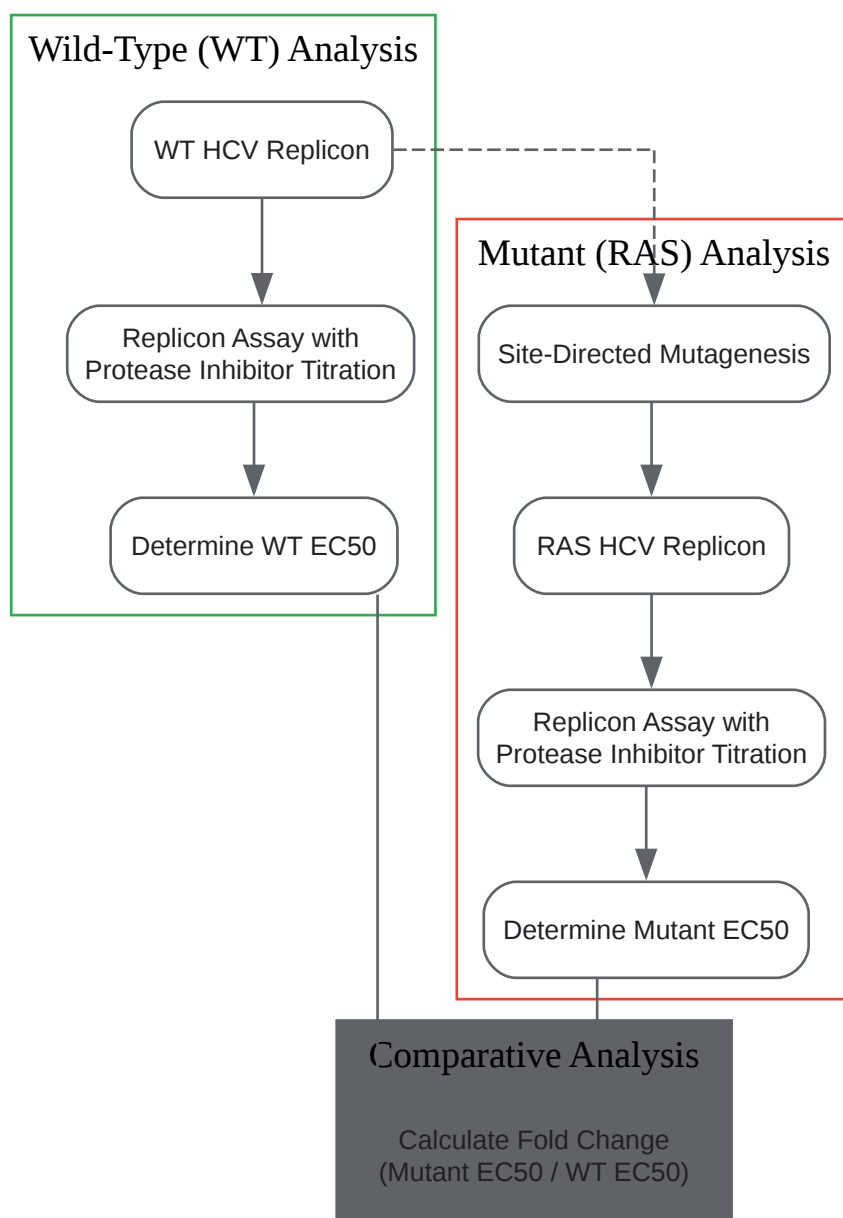 Wild-Type (WT) Analysis
WT HCV Replicon
Replicon Assay with
Protease Inhibitor Titration
Determine WT EC50
Mutant (RAS) Analysis
Site-Directed Mutagenesis
RAS HCV Replicon
Replicon Assay with
Protease Inhibitor Titration
Determine Mutant EC50
Comparative Analysis
Calculate Fold Change
(Mutant EC50 / WT EC50)